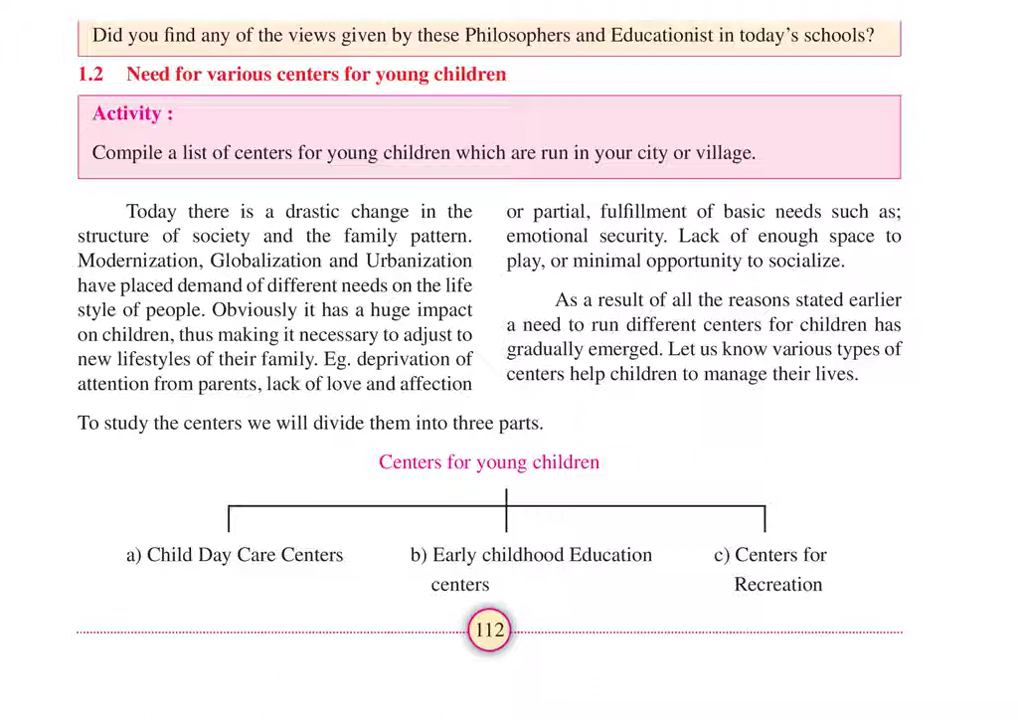 Did you find any of the views given by these Philosophers and Educationist in today's schools?
1.2 Need for various centers for young children
Activity :
Compile a list of centers for young children which are run in your city or village.
Today there is a drastic change in the
structure of society and the family pattern.
Modernization, Globalization and Urbanization
have placed demand of different needs on the life
style of people. Obviously it has a huge impact
on children, thus making it necessary to adjust to
new lifestyles of their family. Eg. deprivation of
attention from parents, lack of love and affection
or partial, fulfillment of basic needs such as;
emotional security. Lack of enough space to
play, or minimal opportunity to socialize.
As a result of all the reasons stated earlier
a need to run different centers for children has
gradually emerged. Let us know various types of
centers help children to manage their lives.
To study the centers we will divide them into three parts.
Centers for young children
a) Child Day Care Centers
b) Early childhood Education
centers
c) Centers for
Recreation
112